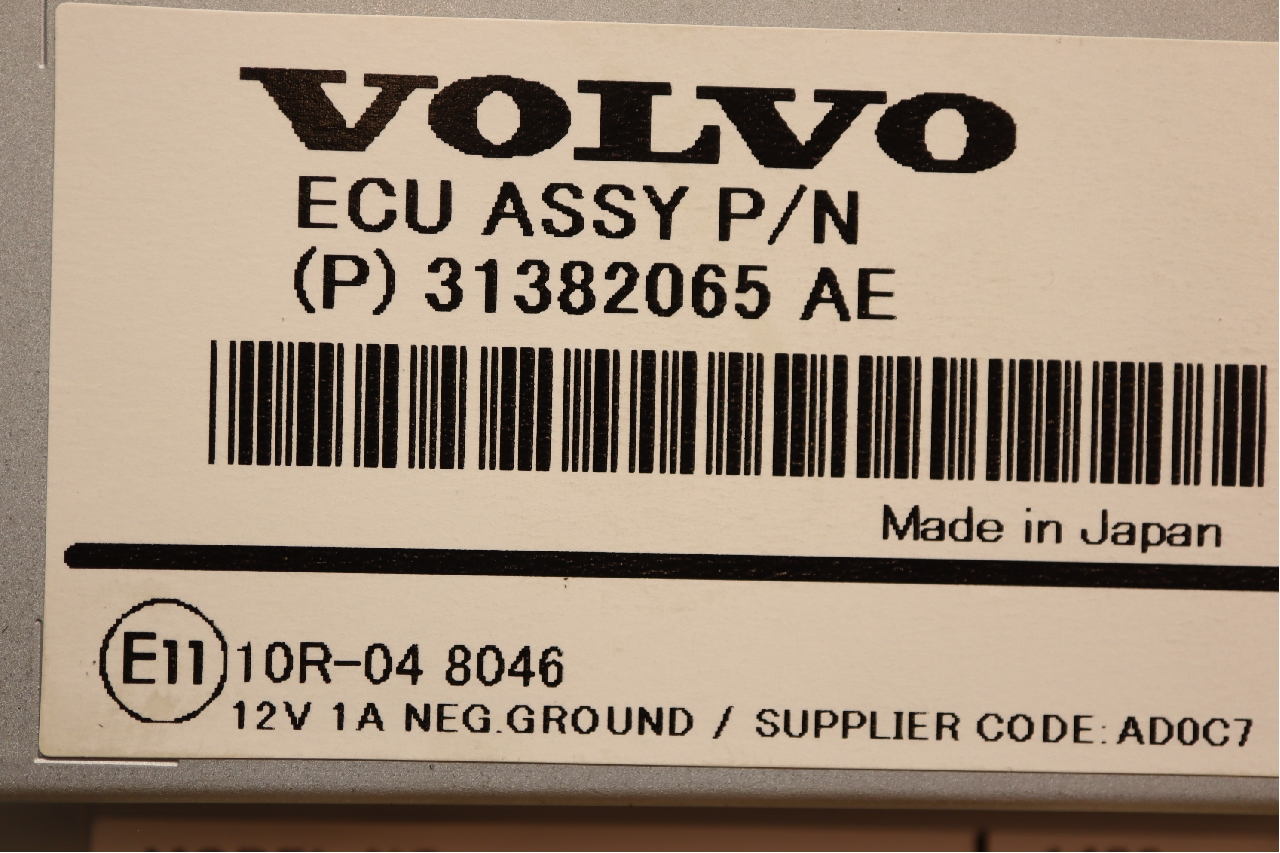 VOLVO
ECU ASSY P/N
(P) 31382065 AE
Made in Japan
E11 10R-04 8046
12V 1A NEG.GROUND / SUPPLIER CODE:AD0C7